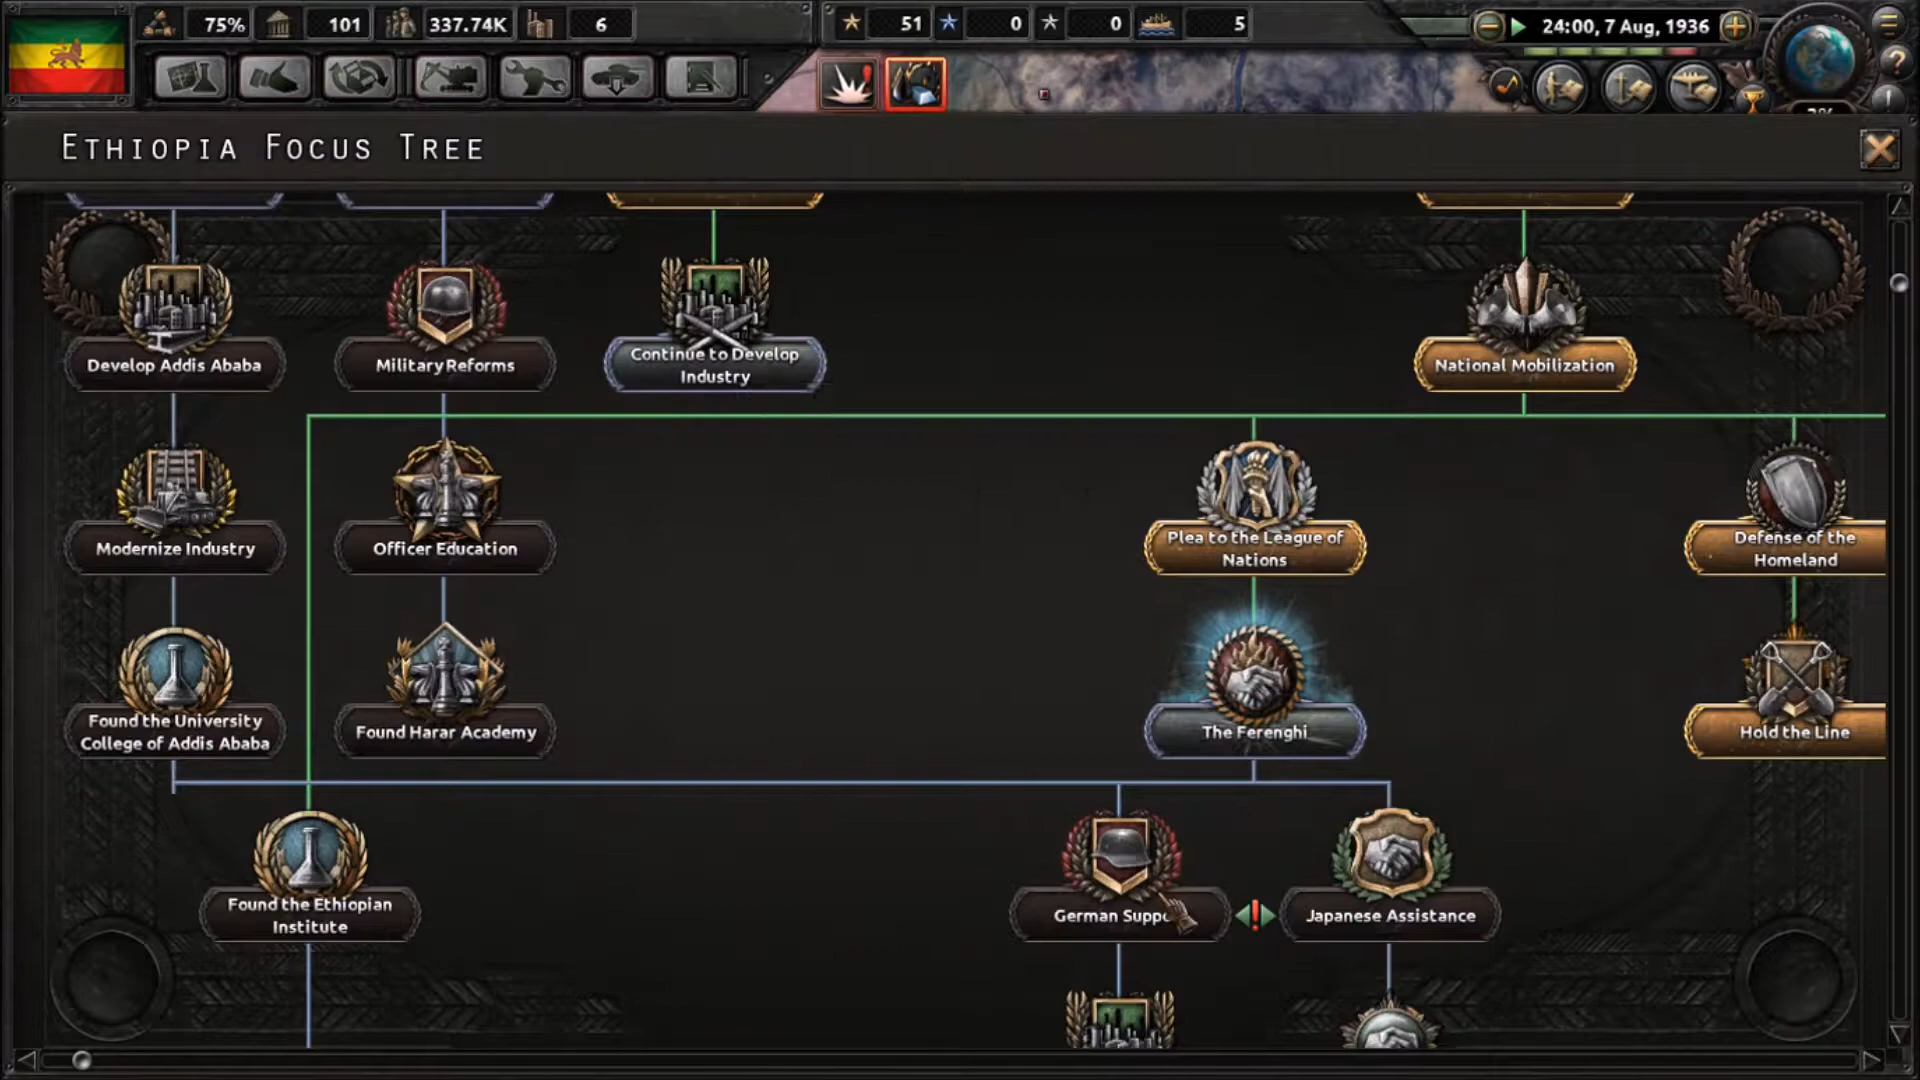 75% 101 337.74K 6 51 0 0 5 24:00, 7 Aug, 1936
Ethiopia Focus Tree
Develop Addis Ababa
Military Reforms
Continue to Develop
Industry
National Mobilization
Modernize Industry
Officer Education
Plea to the League of
Nations
Defense of the
Homeland
Found the University
College of Addis Ababa
Found Harar Academy
The Ferenghi
Hold the Line
Found the Ethiopian
Institute
German Suppo
Japanese Assistance